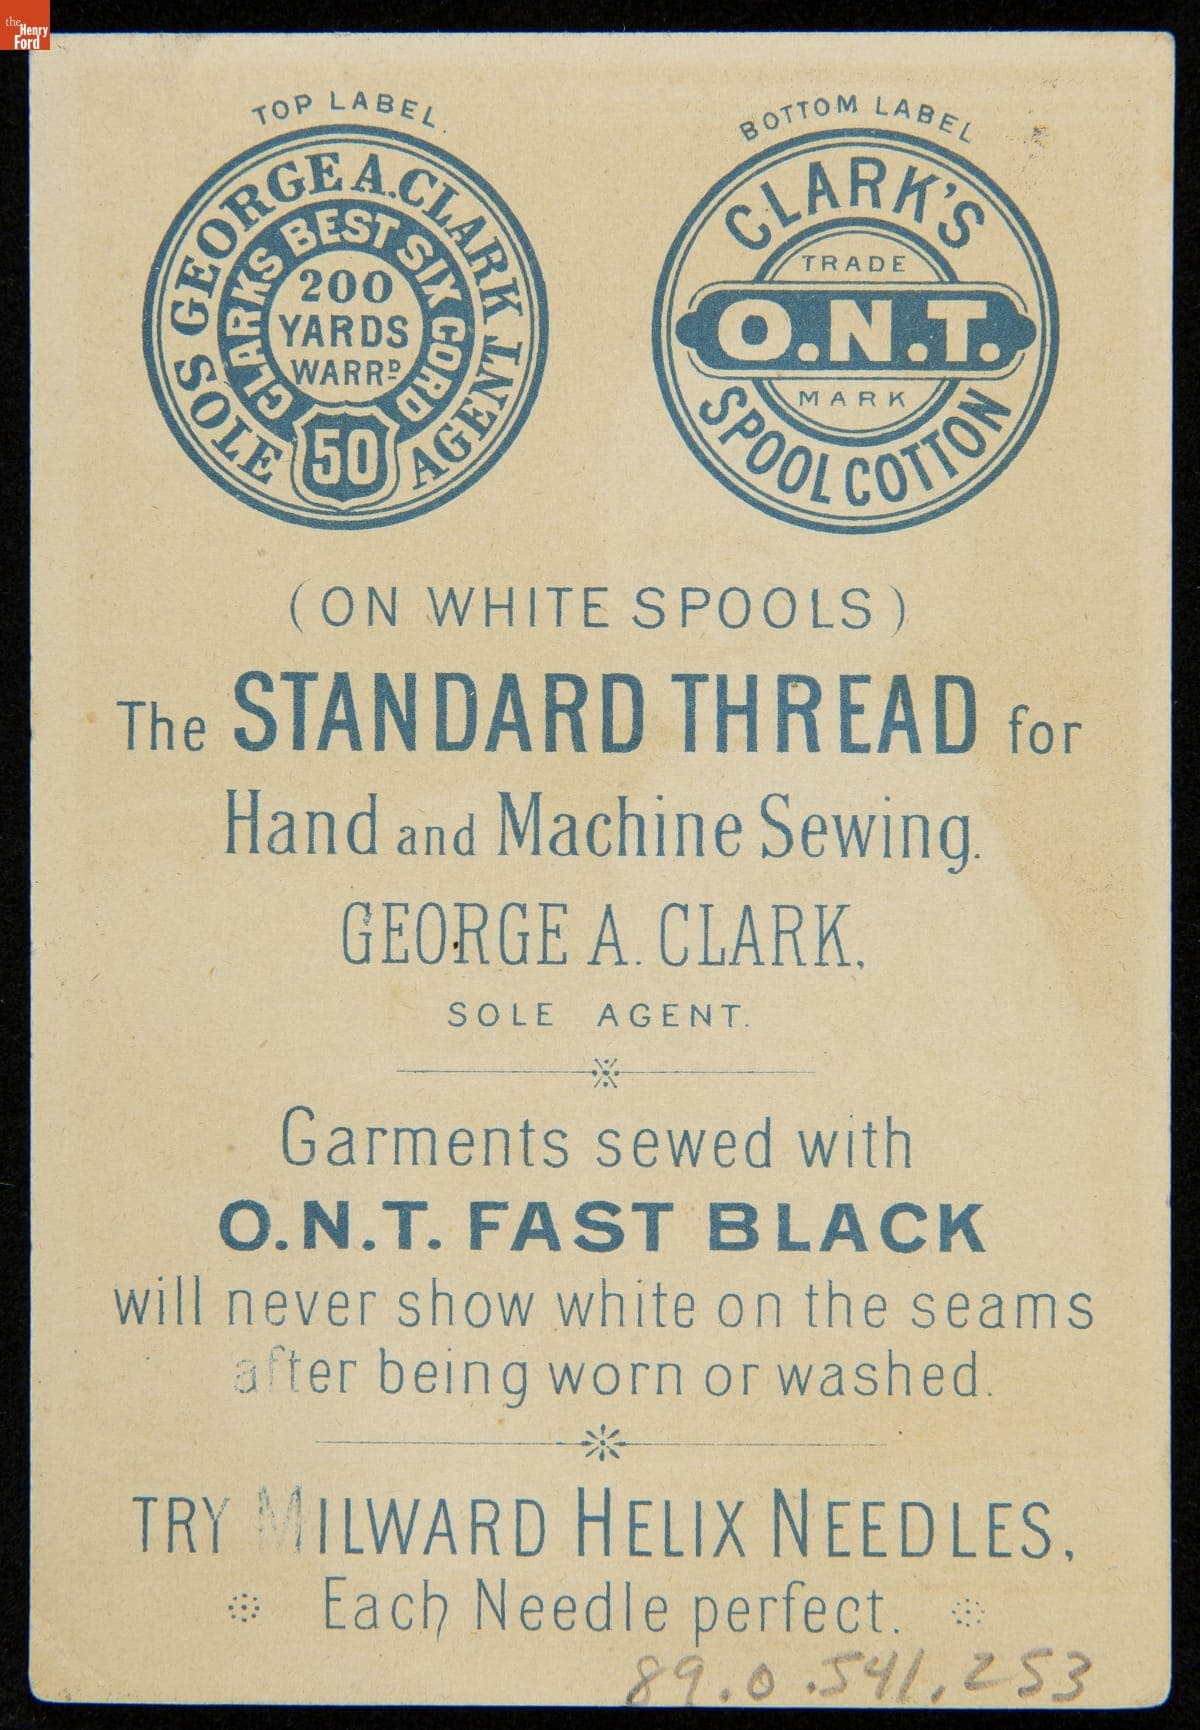 the
Henry
Ford
TOP LABEL.
SOLE GEORGE A. CLARK AGENT
CLARKS BEST SIX CORD
200
YARDS
WARRD
50
BOTTOM LABEL
CLARK'S
TRADE
O.N.T.
MARK
SPOOL COTTON
(ON WHITE SPOOLS)
The STANDARD THREAD for
Hand and Machine Sewing.
GEORGE A. CLARK,
SOLE AGENT.
Garments sewed with
O.N.T. FAST BLACK
will never show white on the seams
after being worn or washed.
TRY MILWARD HELIX NEEDLES,
Each Needle perfect.
89.0.541.253